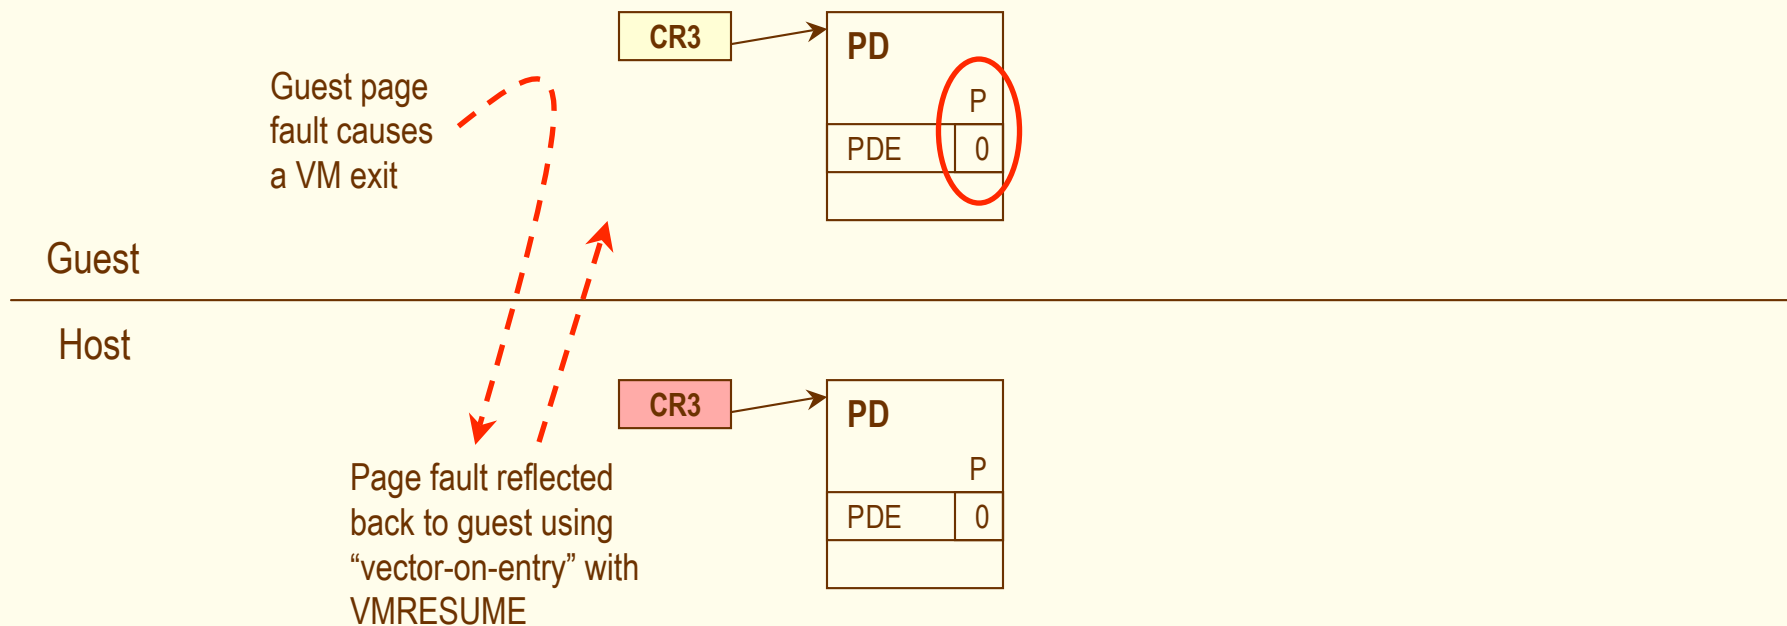 CR3
PD
Guest page
fault causes
a VM exit
P
PDE 0
Guest
Host
CR3
PD
P
PDE 0
Page fault reflected
back to guest using
“vector-on-entry” with
VMRESUME